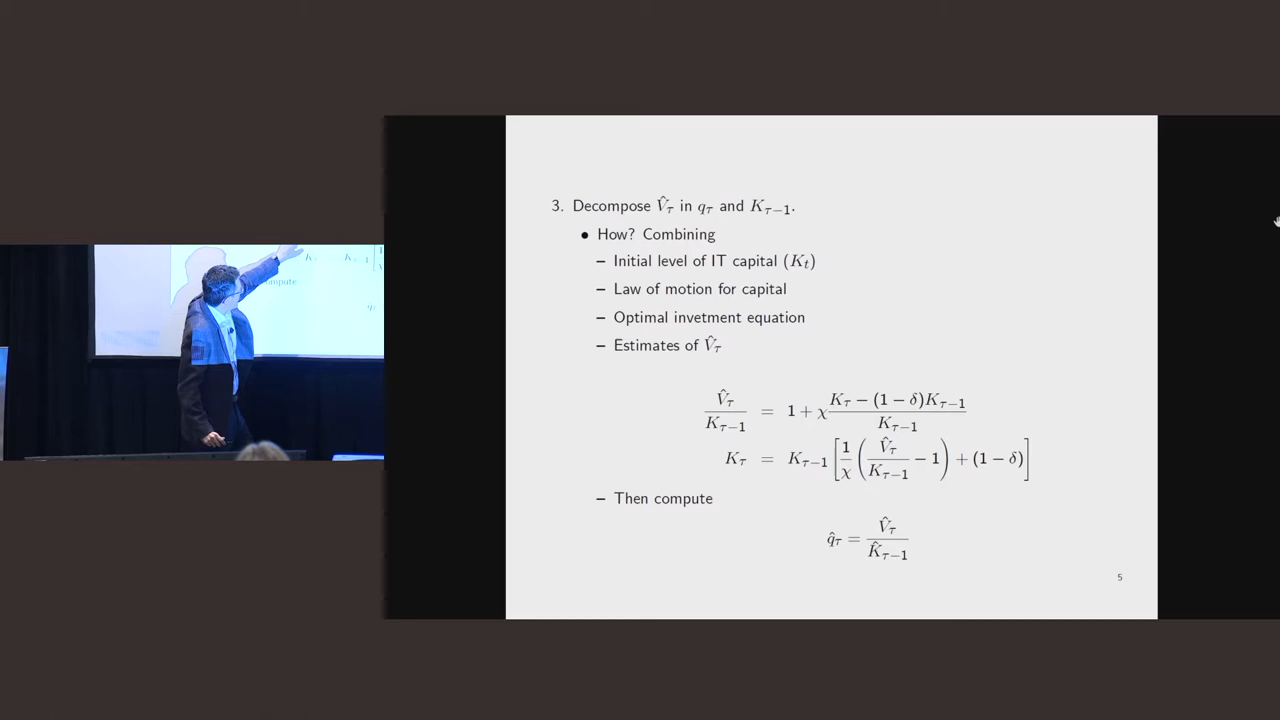 3. Decompose V̂_τ in q_τ and K_{τ−1}.
• How? Combining
– Initial level of IT capital (K_t)
– Law of motion for capital
– Optimal invetment equation
– Estimates of V̂_τ
V̂_τ / K_{τ−1} = 1 + χ (K_τ − (1 − δ)K_{τ−1}) / K_{τ−1}
K_τ = K_{τ−1} [ 1/χ ( V̂_τ / K_{τ−1} − 1 ) + (1 − δ) ]
– Then compute
q̂_τ = V̂_τ / K̂_{τ−1}
5